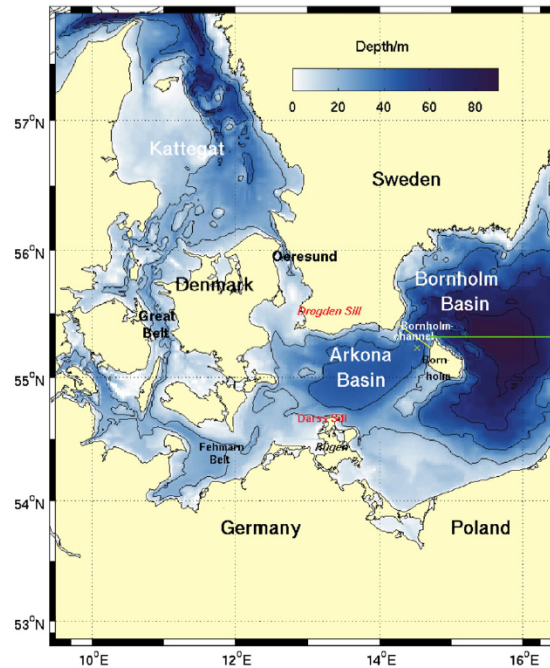 Depth/m
0 20 40 60 80
57°N
Kattegat
Sweden
56°N
Oeresund
Denmark
Bornholm
Basin
Drogden Sill
Great
Belt
Bornholm-
channel
Arkona
Basin
Born-
holm
55°N
Darss Sill
Fehmarn
Belt
Rügen
54°N
Germany
Poland
53°N
10°E 12°E 14°E 16°E